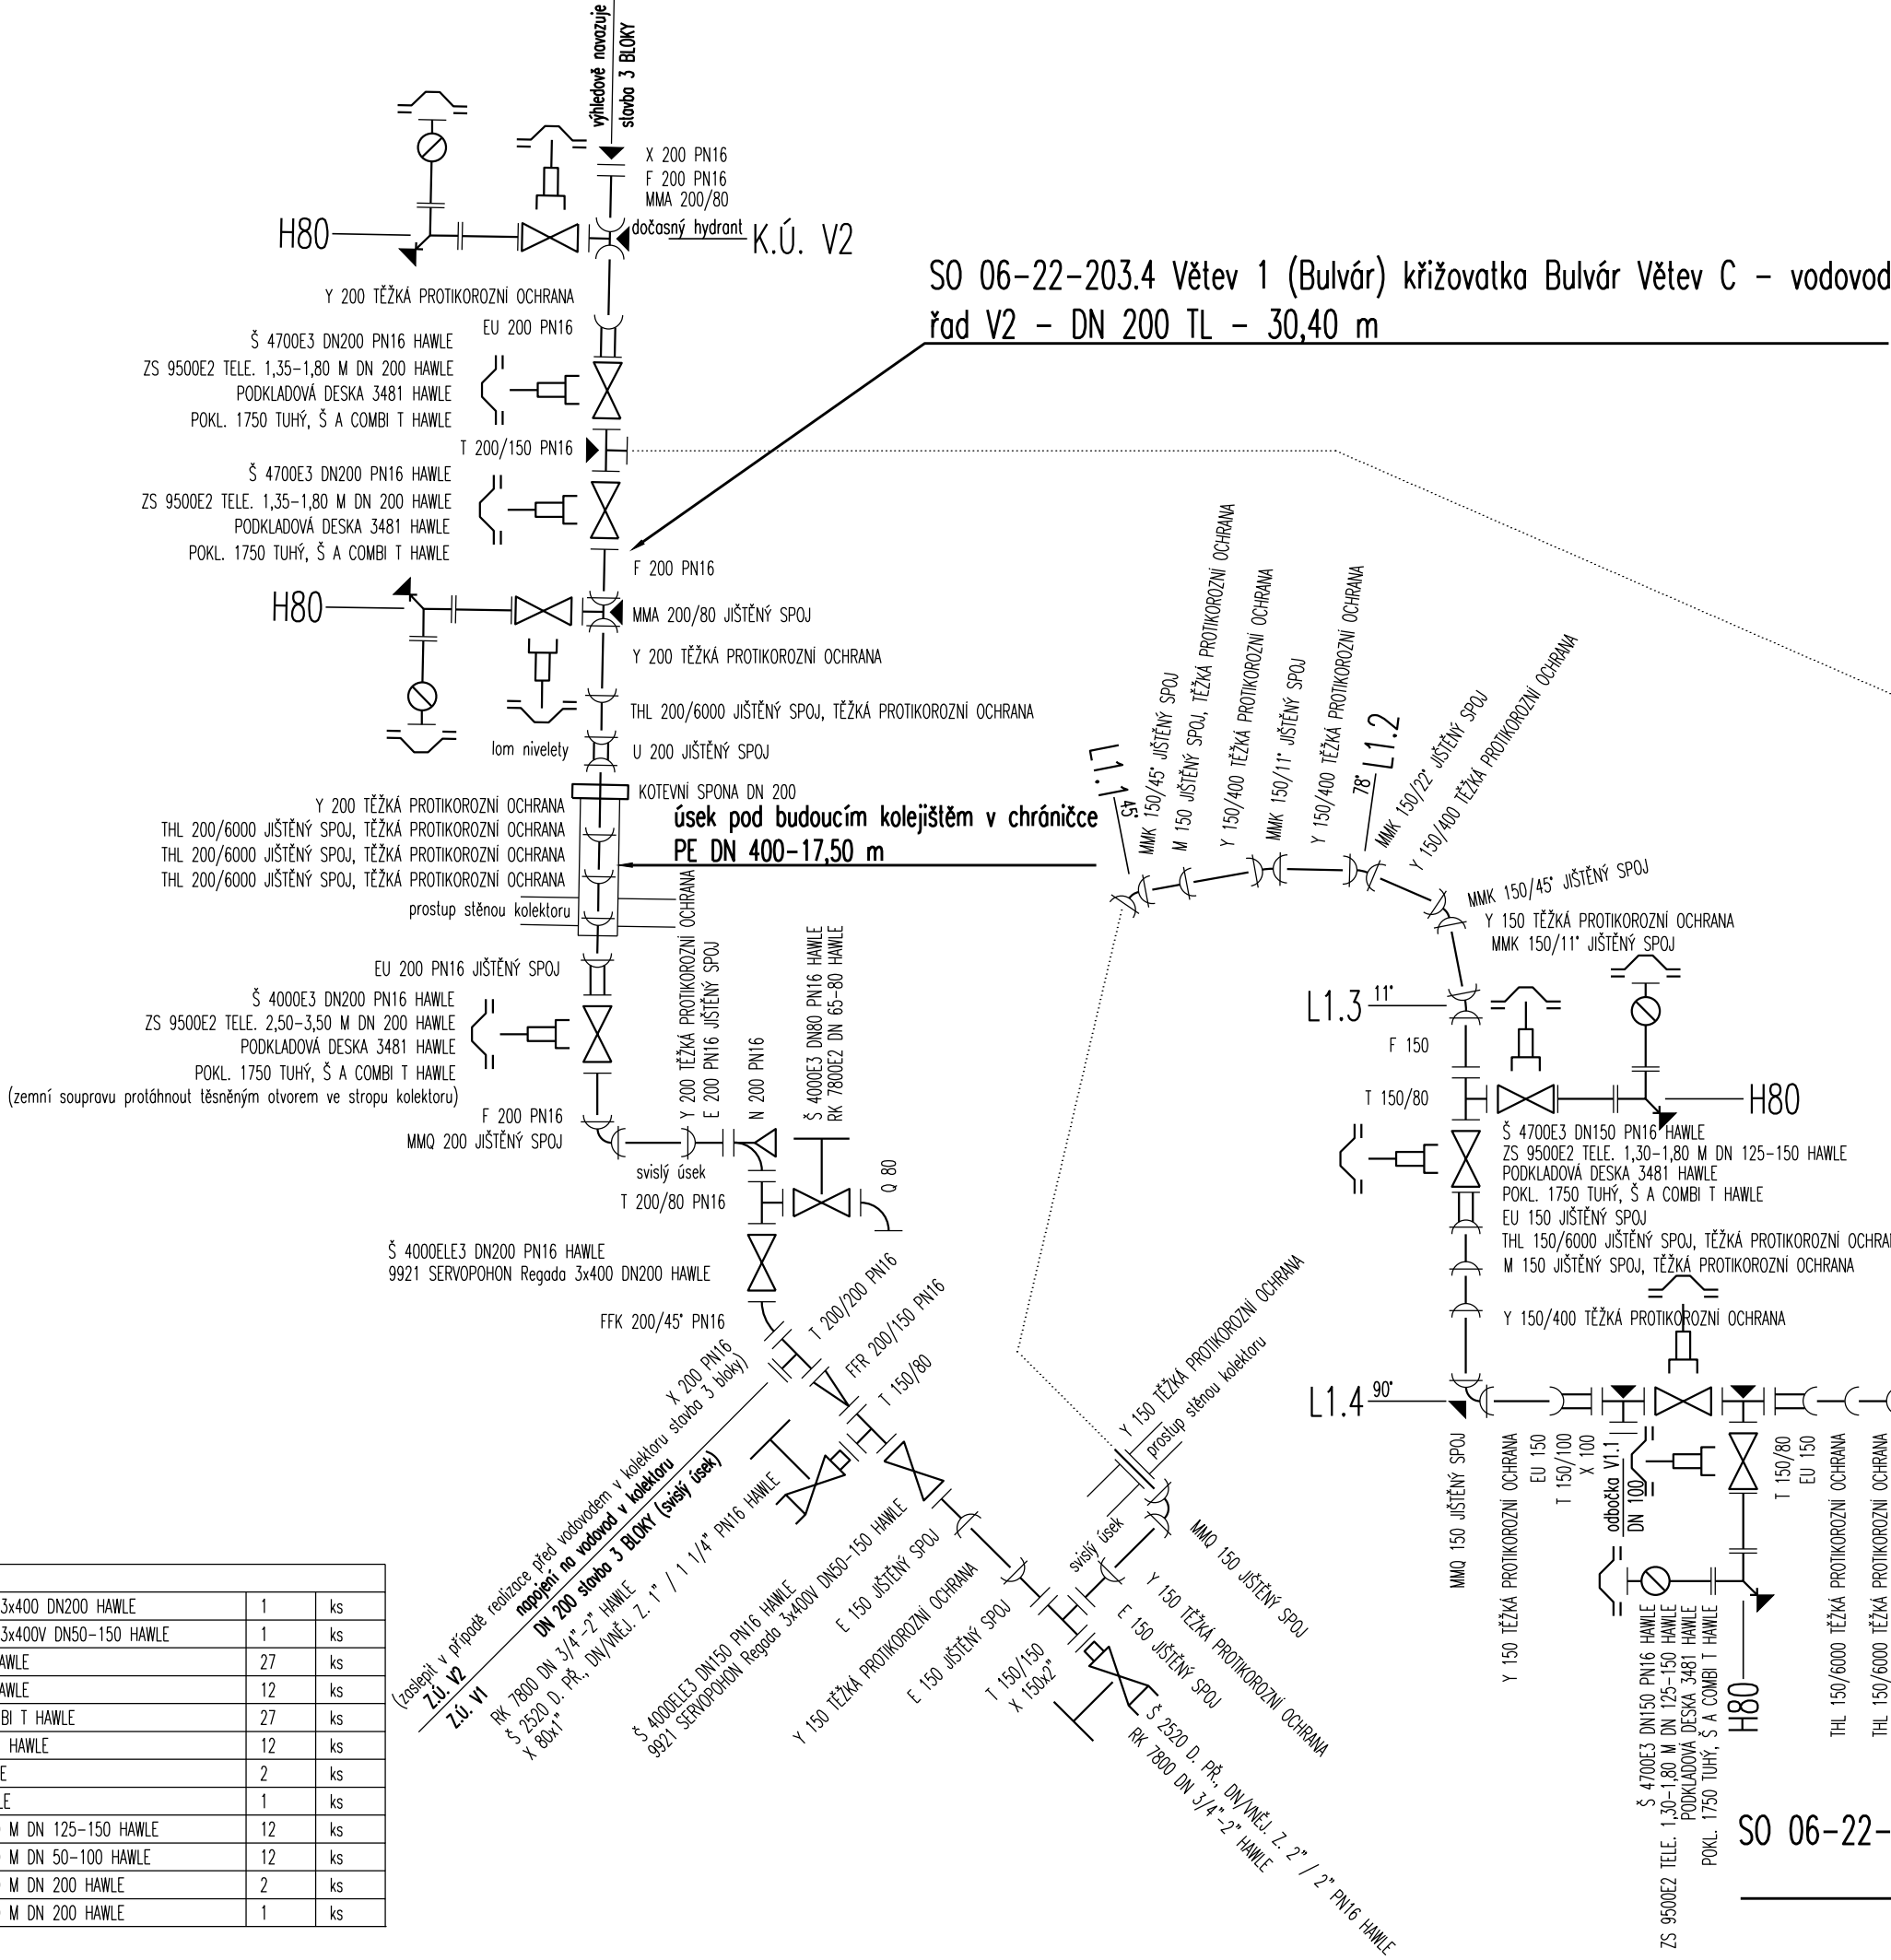 výhledově navazuje
stavba 3 BLOKY
X 200 PN16
F 200 PN16
MMA 200/80
dočasný hydrant
K.Ú. V2
H80
SO 06-22-203.4 Větev 1 (Bulvár) křižovatka Bulvár Větev C - vodovod
řad V2 - DN 200 TL - 30,40 m
Y 200 TĚŽKÁ PROTIKOROZNÍ OCHRANA
EU 200 PN16
Š 4700E3 DN200 PN16 HAWLE
ZS 9500E2 TELE. 1,35-1,80 M DN 200 HAWLE
PODKLADOVÁ DESKA 3481 HAWLE
POKL. 1750 TUHÝ, Š A COMBI T HAWLE
T 200/150 PN16
Š 4700E3 DN200 PN16 HAWLE
ZS 9500E2 TELE. 1,35-1,80 M DN 200 HAWLE
PODKLADOVÁ DESKA 3481 HAWLE
POKL. 1750 TUHÝ, Š A COMBI T HAWLE
F 200 PN16
H80
MMA 200/80 JIŠTĚNÝ SPOJ
Y 200 TĚŽKÁ PROTIKOROZNÍ OCHRANA
THL 200/6000 JIŠTĚNÝ SPOJ, TĚŽKÁ PROTIKOROZNÍ OCHRANA
lom nivelety
U 200 JIŠTĚNÝ SPOJ
KOTEVNÍ SPONA DN 200
Y 200 TĚŽKÁ PROTIKOROZNÍ OCHRANA
THL 200/6000 JIŠTĚNÝ SPOJ, TĚŽKÁ PROTIKOROZNÍ OCHRANA
THL 200/6000 JIŠTĚNÝ SPOJ, TĚŽKÁ PROTIKOROZNÍ OCHRANA
THL 200/6000 JIŠTĚNÝ SPOJ, TĚŽKÁ PROTIKOROZNÍ OCHRANA
úsek pod budoucím kolejištěm v chráničce
PE DN 400-17,50 m
prostup stěnou kolektoru
EU 200 PN16 JIŠTĚNÝ SPOJ
Š 4000E3 DN200 PN16 HAWLE
ZS 9500E2 TELE. 2,50-3,50 M DN 200 HAWLE
PODKLADOVÁ DESKA 3481 HAWLE
POKL. 1750 TUHÝ, Š A COMBI T HAWLE
(zemní soupravu protáhnout těsněným otvorem ve stropu kolektoru)
F 200 PN16
MMQ 200 JIŠTĚNÝ SPOJ
Y 200 TĚŽKÁ PROTIKOROZNÍ OCHRANA
E 200 PN16 JIŠTĚNÝ SPOJ
N 200 PN16
Š 4000E3 DN80 PN16 HAWLE
RK 7800E2 DN 65-80 HAWLE
svislý úsek
T 200/80 PN16
Q 80
Š 4000ELE3 DN200 PN16 HAWLE
9921 SERVOPOHON Regada 3x400 DN200 HAWLE
FFK 200/45° PN16
T 200/200 PN16
FFR 200/150 PN16
T 150/80
X 200 PN16
(zaslepit v případě realizace před vodovodem v kolektoru stavba 3 bloky)
napojení na vodovod v kolektoru
DN 200 stavba 3 BLOKY (svislý úsek)
Z.Ú. V2
Z.Ú. V1
RK 7800 DN 3/4"-2" HAWLE
Š 2520 D. PŘ., DN/VNĚJ. Z. 1" / 1 1/4" PN16 HAWLE
X 80x1"
Š 4000ELE3 DN150 PN16 HAWLE
9921 SERVOPOHON Regada 3x400V DN50-150 HAWLE
E 150 JIŠTĚNÝ SPOJ
Y 150 TĚŽKÁ PROTIKOROZNÍ OCHRANA
E 150 JIŠTĚNÝ SPOJ
T 150/150
X 150x2"
Š 2520 D. PŘ., DN/VNĚJ. Z. 2" / 2" PN16 HAWLE
RK 7800 DN 3/4"-2" HAWLE
E 150 JIŠTĚNÝ SPOJ
Y 150 TĚŽKÁ PROTIKOROZNÍ OCHRANA
MMQ 150 JIŠTĚNÝ SPOJ
svislý úsek
Y 150 TĚŽKÁ PROTIKOROZNÍ OCHRANA
prostup stěnou kolektoru
L1.1
45°
MMK 150/45° JIŠTĚNÝ SPOJ
M 150 JIŠTĚNÝ SPOJ, TĚŽKÁ PROTIKOROZNÍ OCHRANA
Y 150/400 TĚŽKÁ PROTIKOROZNÍ OCHRANA
MMK 150/11° JIŠTĚNÝ SPOJ
Y 150/400 TĚŽKÁ PROTIKOROZNÍ OCHRANA
78°
L1.2
MMK 150/22° JIŠTĚNÝ SPOJ
Y 150/400 TĚŽKÁ PROTIKOROZNÍ OCHRANA
MMK 150/45° JIŠTĚNÝ SPOJ
Y 150 TĚŽKÁ PROTIKOROZNÍ OCHRANA
MMK 150/11° JIŠTĚNÝ SPOJ
L1.3
11°
F 150
T 150/80
H80
Š 4700E3 DN150 PN16 HAWLE
ZS 9500E2 TELE. 1,30-1,80 M DN 125-150 HAWLE
PODKLADOVÁ DESKA 3481 HAWLE
POKL. 1750 TUHÝ, Š A COMBI T HAWLE
EU 150 JIŠTĚNÝ SPOJ
THL 150/6000 JIŠTĚNÝ SPOJ, TĚŽKÁ PROTIKOROZNÍ OCHRA
M 150 JIŠTĚNÝ SPOJ, TĚŽKÁ PROTIKOROZNÍ OCHRANA
Y 150/400 TĚŽKÁ PROTIKOROZNÍ OCHRANA
L1.4
90°
MMQ 150 JIŠTĚNÝ SPOJ
Y 150 TĚŽKÁ PROTIKOROZNÍ OCHRANA
EU 150
T 150/100
X 100
odbočka V1.1
DN 100
T 150/80
EU 150
THL 150/6000 TĚŽKÁ PROTIKOROZNÍ OCHRANA
THL 150/6000 TĚŽKÁ PROTIKOROZNÍ OCHRANA
Š 4700E3 DN150 PN16 HAWLE
ZS 9500E2 TELE. 1,30-1,80 M DN 125-150 HAWLE
PODKLADOVÁ DESKA 3481 HAWLE
POKL. 1750 TUHÝ, Š A COMBI T HAWLE
H80
SO 06-22-
3x400 DN200 HAWLE 1 ks
3x400V DN50-150 HAWLE 1 ks
AWLE 27 ks
AWLE 12 ks
BI T HAWLE 27 ks
HAWLE 12 ks
E 2 ks
LE 1 ks
M DN 125-150 HAWLE 12 ks
M DN 50-100 HAWLE 12 ks
M DN 200 HAWLE 2 ks
M DN 200 HAWLE 1 ks